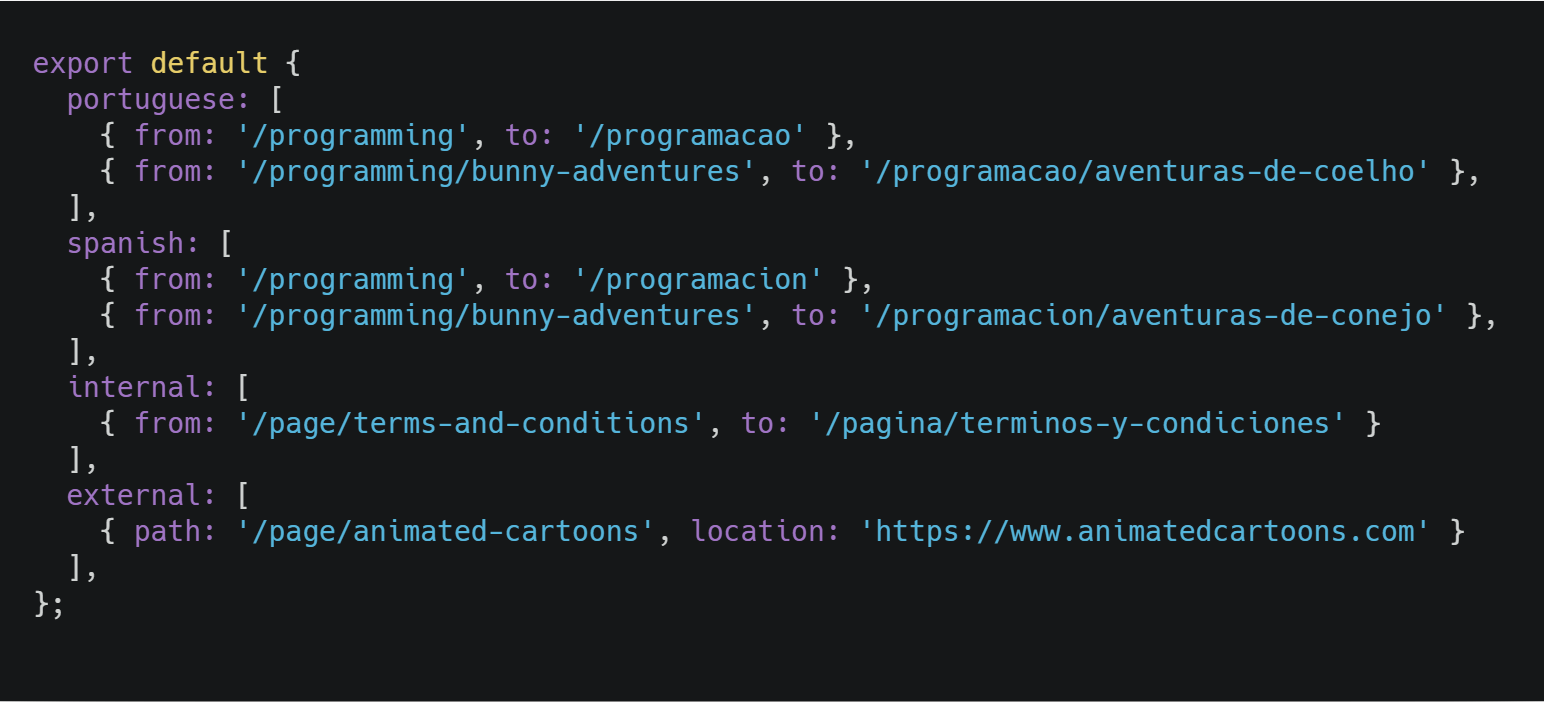 export default {
  portuguese: [
    { from: '/programming', to: '/programacao' },
    { from: '/programming/bunny-adventures', to: '/programacao/aventuras-de-coelho' },
  ],
  spanish: [
    { from: '/programming', to: '/programacion' },
    { from: '/programming/bunny-adventures', to: '/programacion/aventuras-de-conejo' },
  ],
  internal: [
    { from: '/page/terms-and-conditions', to: '/pagina/terminos-y-condiciones' }
  ],
  external: [
    { path: '/page/animated-cartoons', location: 'https://www.animatedcartoons.com' }
  ],
};